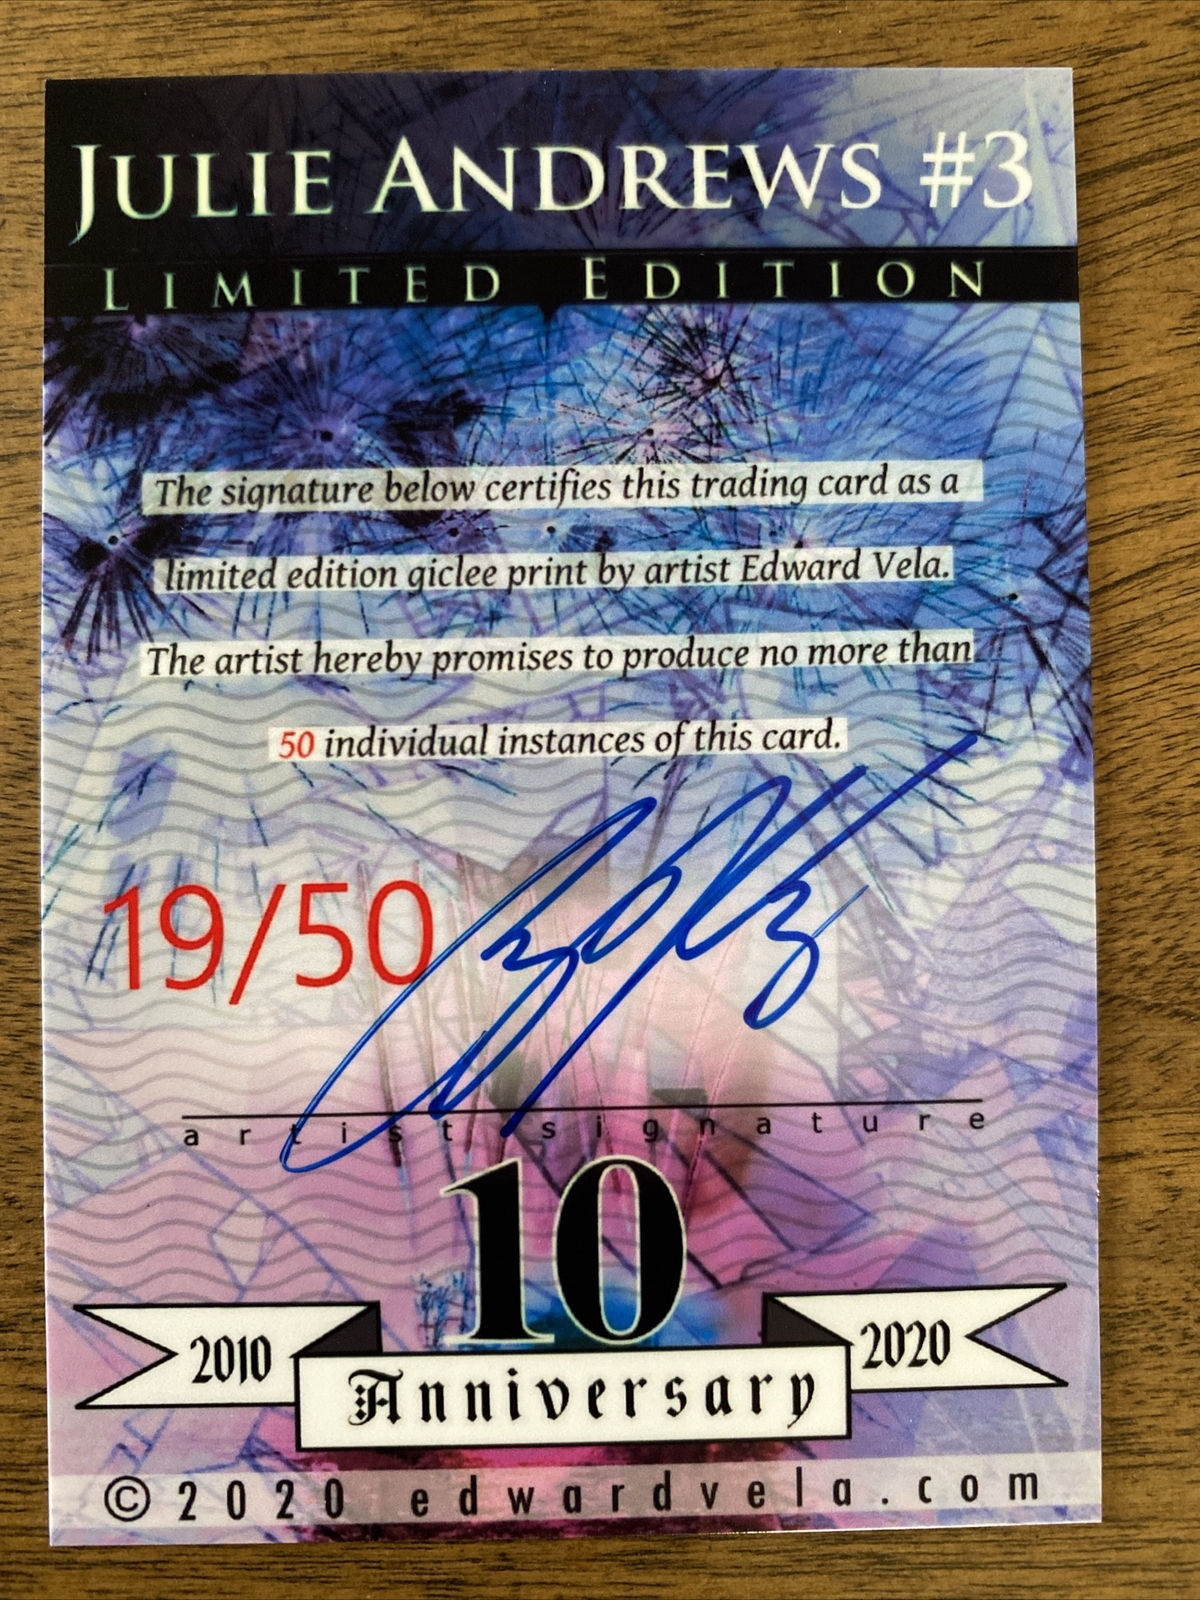 JULIE ANDREWS #3
LIMITED EDITION
The signature below certifies this trading card as a
limited edition giclee print by artist Edward Vela.
The artist hereby promises to produce no more than
50 individual instances of this card.
19/50
artist signature
10
2010 Anniversary 2020
©2020 edwardvela.com